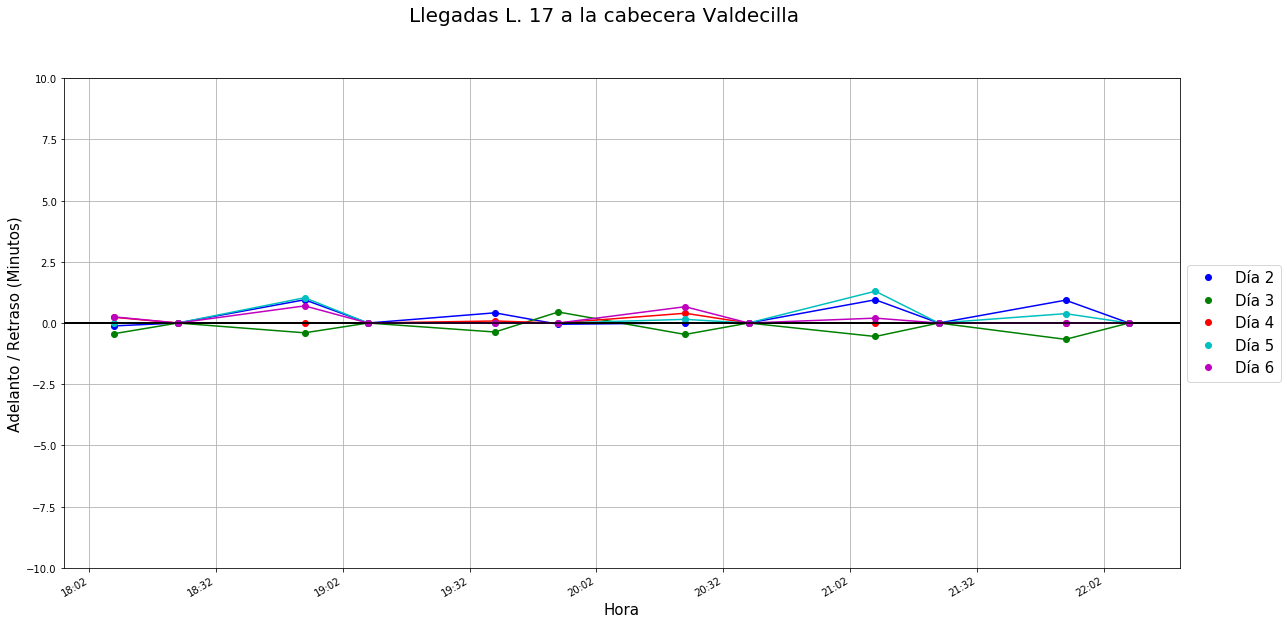 Llegadas L. 17 a la cabecera Valdecilla
Adelanto / Retraso (Minutos)
10.0
7.5
5.0
2.5
0.0
−2.5
−5.0
−7.5
−10.0
18:02
18:32
19:02
19:32
20:02
20:32
21:02
21:32
22:02
Hora
Día 2
Día 3
Día 4
Día 5
Día 6